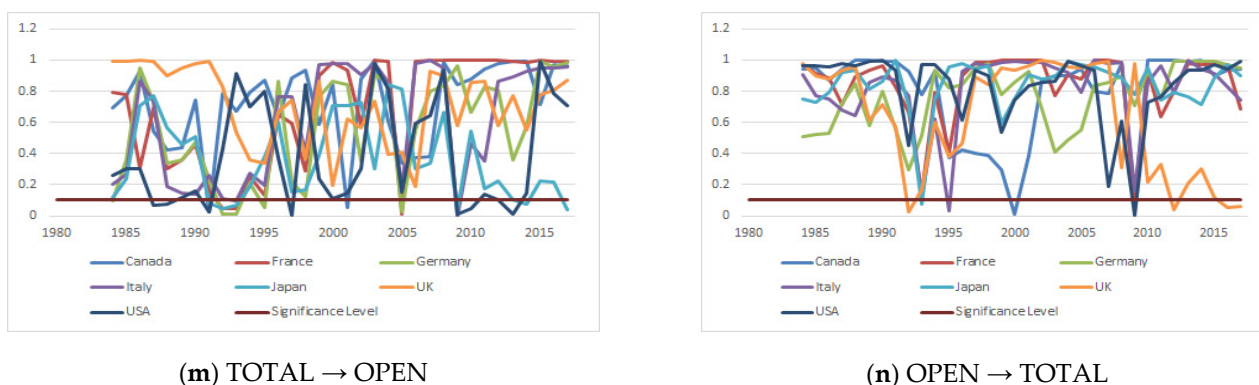 1.2
1
0.8
0.6
0.4
0.2
0
1980 1985 1990 1995 2000 2005 2010 2015
Canada France Germany
Italy Japan UK
USA Significance Level
(m) TOTAL → OPEN
1.2
1
0.8
0.6
0.4
0.2
0
1980 1985 1990 1995 2000 2005 2010 2015
Canada France Germany
Italy Japan UK
USA Significance Level
(n) OPEN → TOTAL